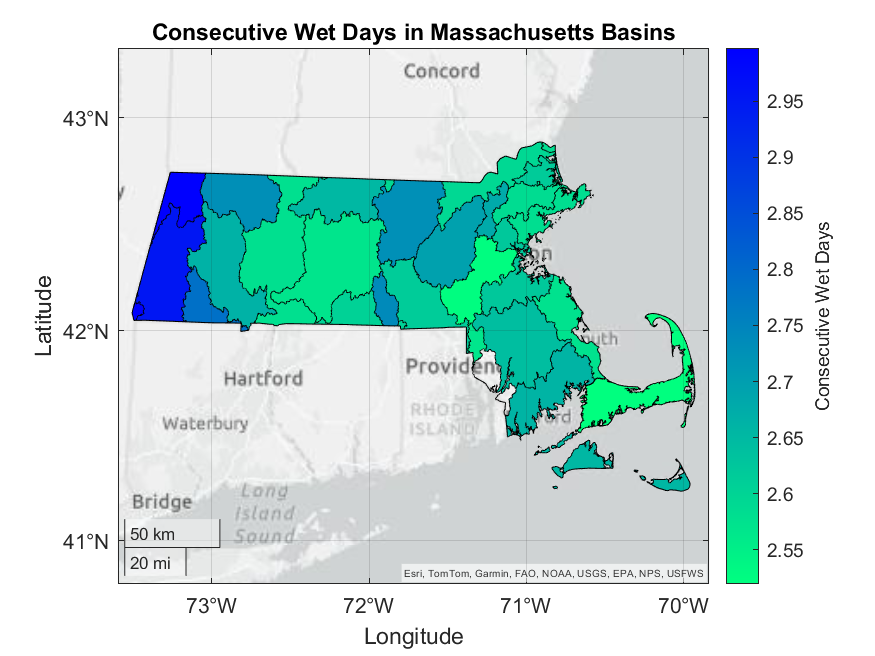 Consecutive Wet Days in Massachusetts Basins
Concord
43°N
42°N
41°N
Latitude
on
outh
Providen
Hartford
RHODE
ISLAND
ord
Waterbury
Bridge
Long
Island
Sound
50 km
20 mi
Esri, TomTom, Garmin, FAO, NOAA, USGS, EPA, NPS, USFWS
73°W
72°W
71°W
70°W
Longitude
2.95
2.9
2.85
2.8
2.75
2.7
2.65
2.6
2.55
Consecutive Wet Days